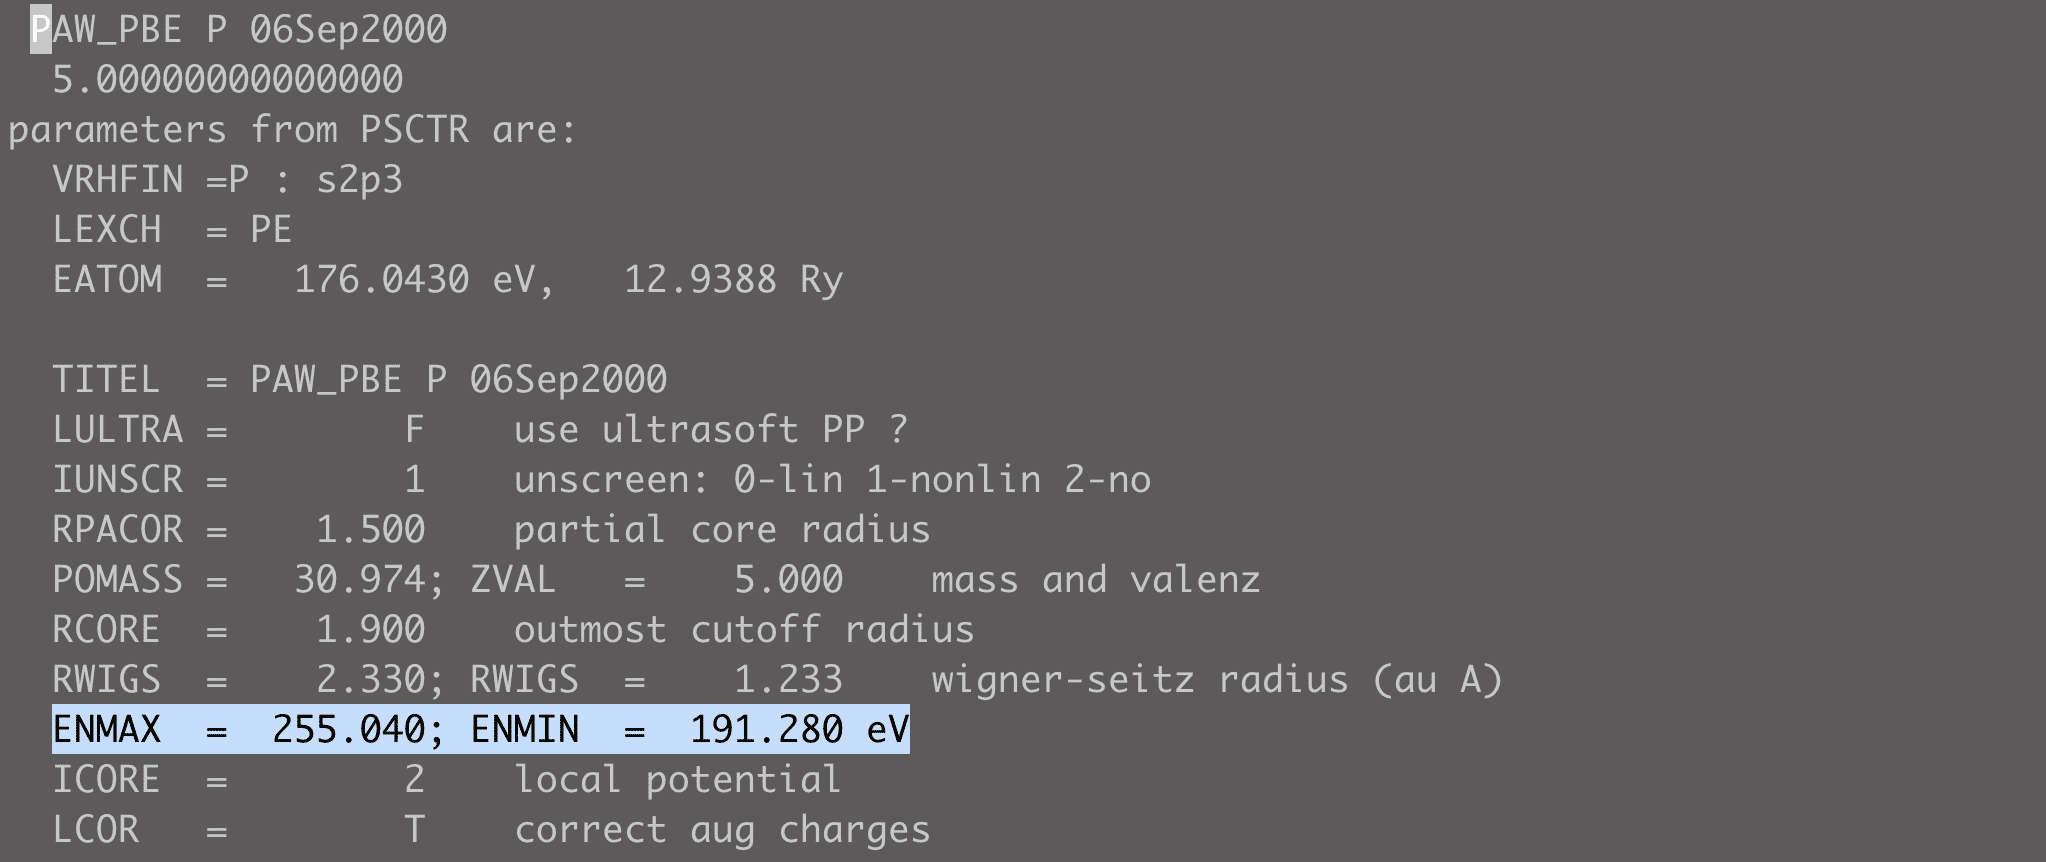 PAW_PBE P 06Sep2000
5.00000000000000
parameters from PSCTR are:
VRHFIN =P : s2p3
LEXCH  = PE
EATOM  =   176.0430 eV,   12.9388 Ry
TITEL  = PAW_PBE P 06Sep2000
LULTRA =        F    use ultrasoft PP ?
IUNSCR =        1    unscreen: 0-lin 1-nonlin 2-no
RPACOR =    1.500    partial core radius
POMASS =   30.974; ZVAL   =    5.000    mass and valenz
RCORE  =    1.900    outmost cutoff radius
RWIGS  =    2.330; RWIGS  =    1.233    wigner-seitz radius (au A)
ENMAX  =  255.040; ENMIN  =  191.280 eV
ICORE  =        2    local potential
LCOR   =        T    correct aug charges